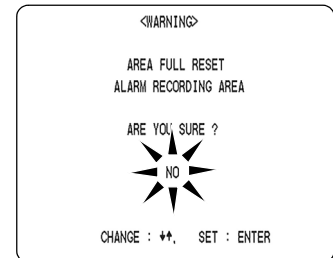 <WARNING>
AREA FULL RESET
ALARM RECORDING AREA
ARE YOU SURE ?
NO
CHANGE : ↓↑,   SET : ENTER